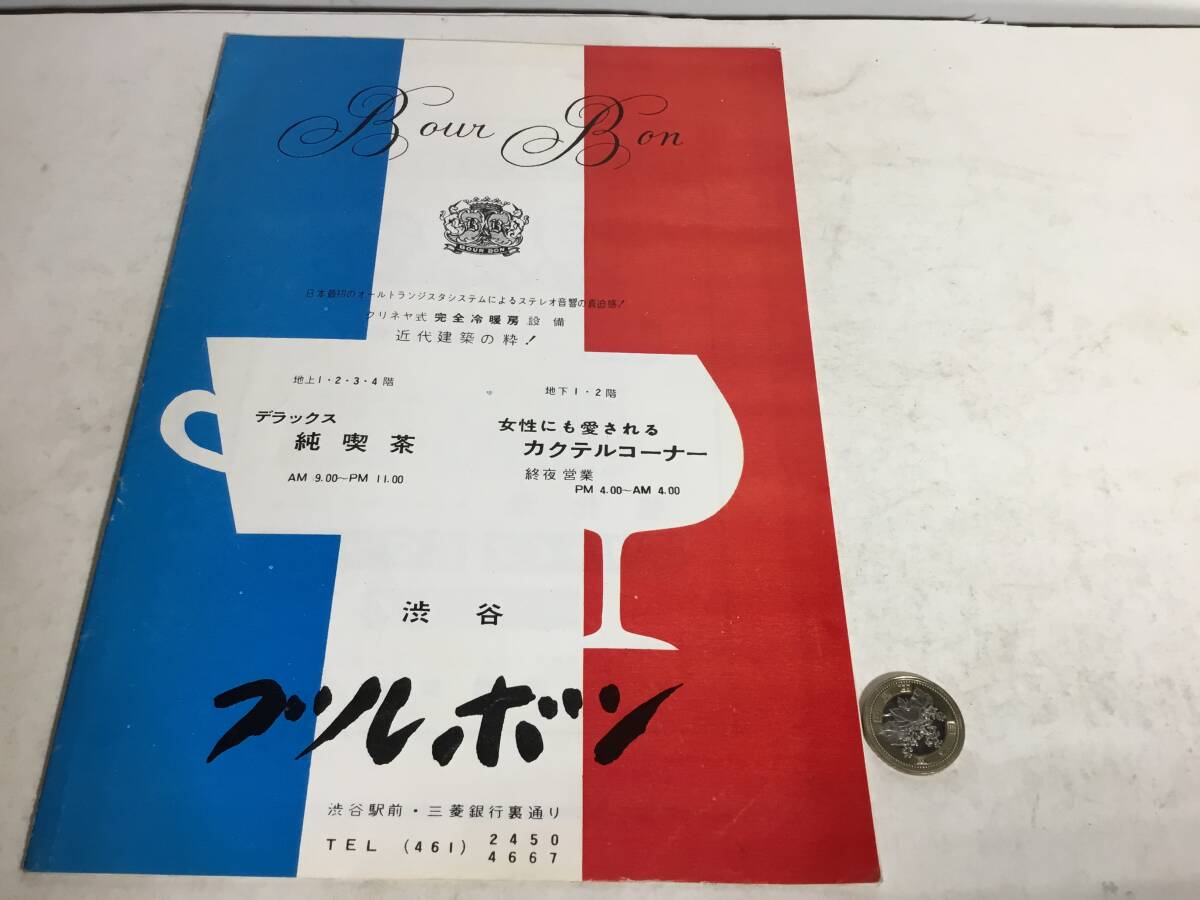 Bour Bon
BOUR BON
日本最初のオールトランジスタシステムによるステレオ音響の真迫感!
クリネヤ式 完全冷暖房 設備
近代建築の粋!
地上1・2・3・4階
デラックス
純喫茶
AM 9.00~PM 11.00
地下1・2階
女性にも愛される
カクテルコーナー
終夜営業
PM 4.00~AM 4.00
渋谷
ブルボン
渋谷駅前・三菱銀行裏通り
TEL (461) 2450
4667